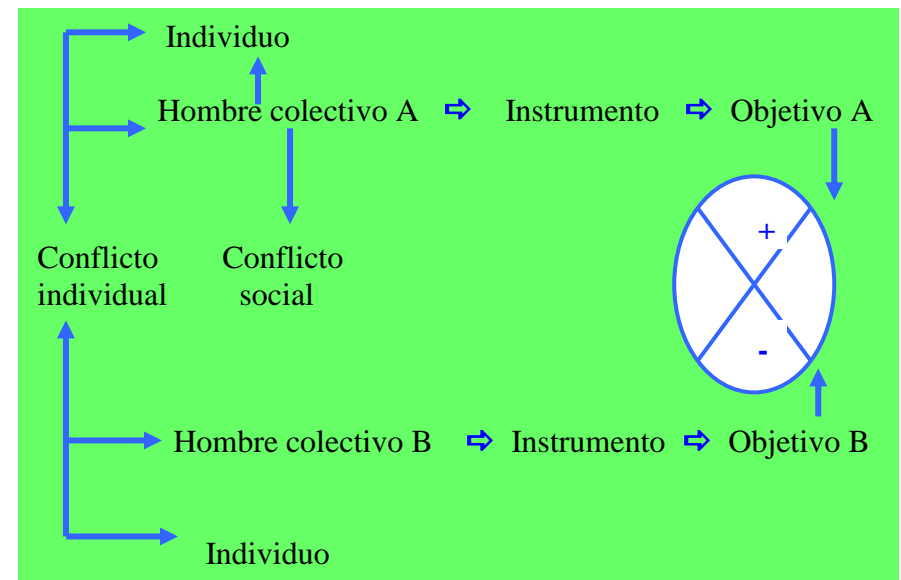 Individuo
Hombre colectivo A ⇨ Instrumento ⇨ Objetivo A
+
Conflicto Conflicto
individual social
-
Hombre colectivo B ⇨ Instrumento ⇨ Objetivo B
Individuo